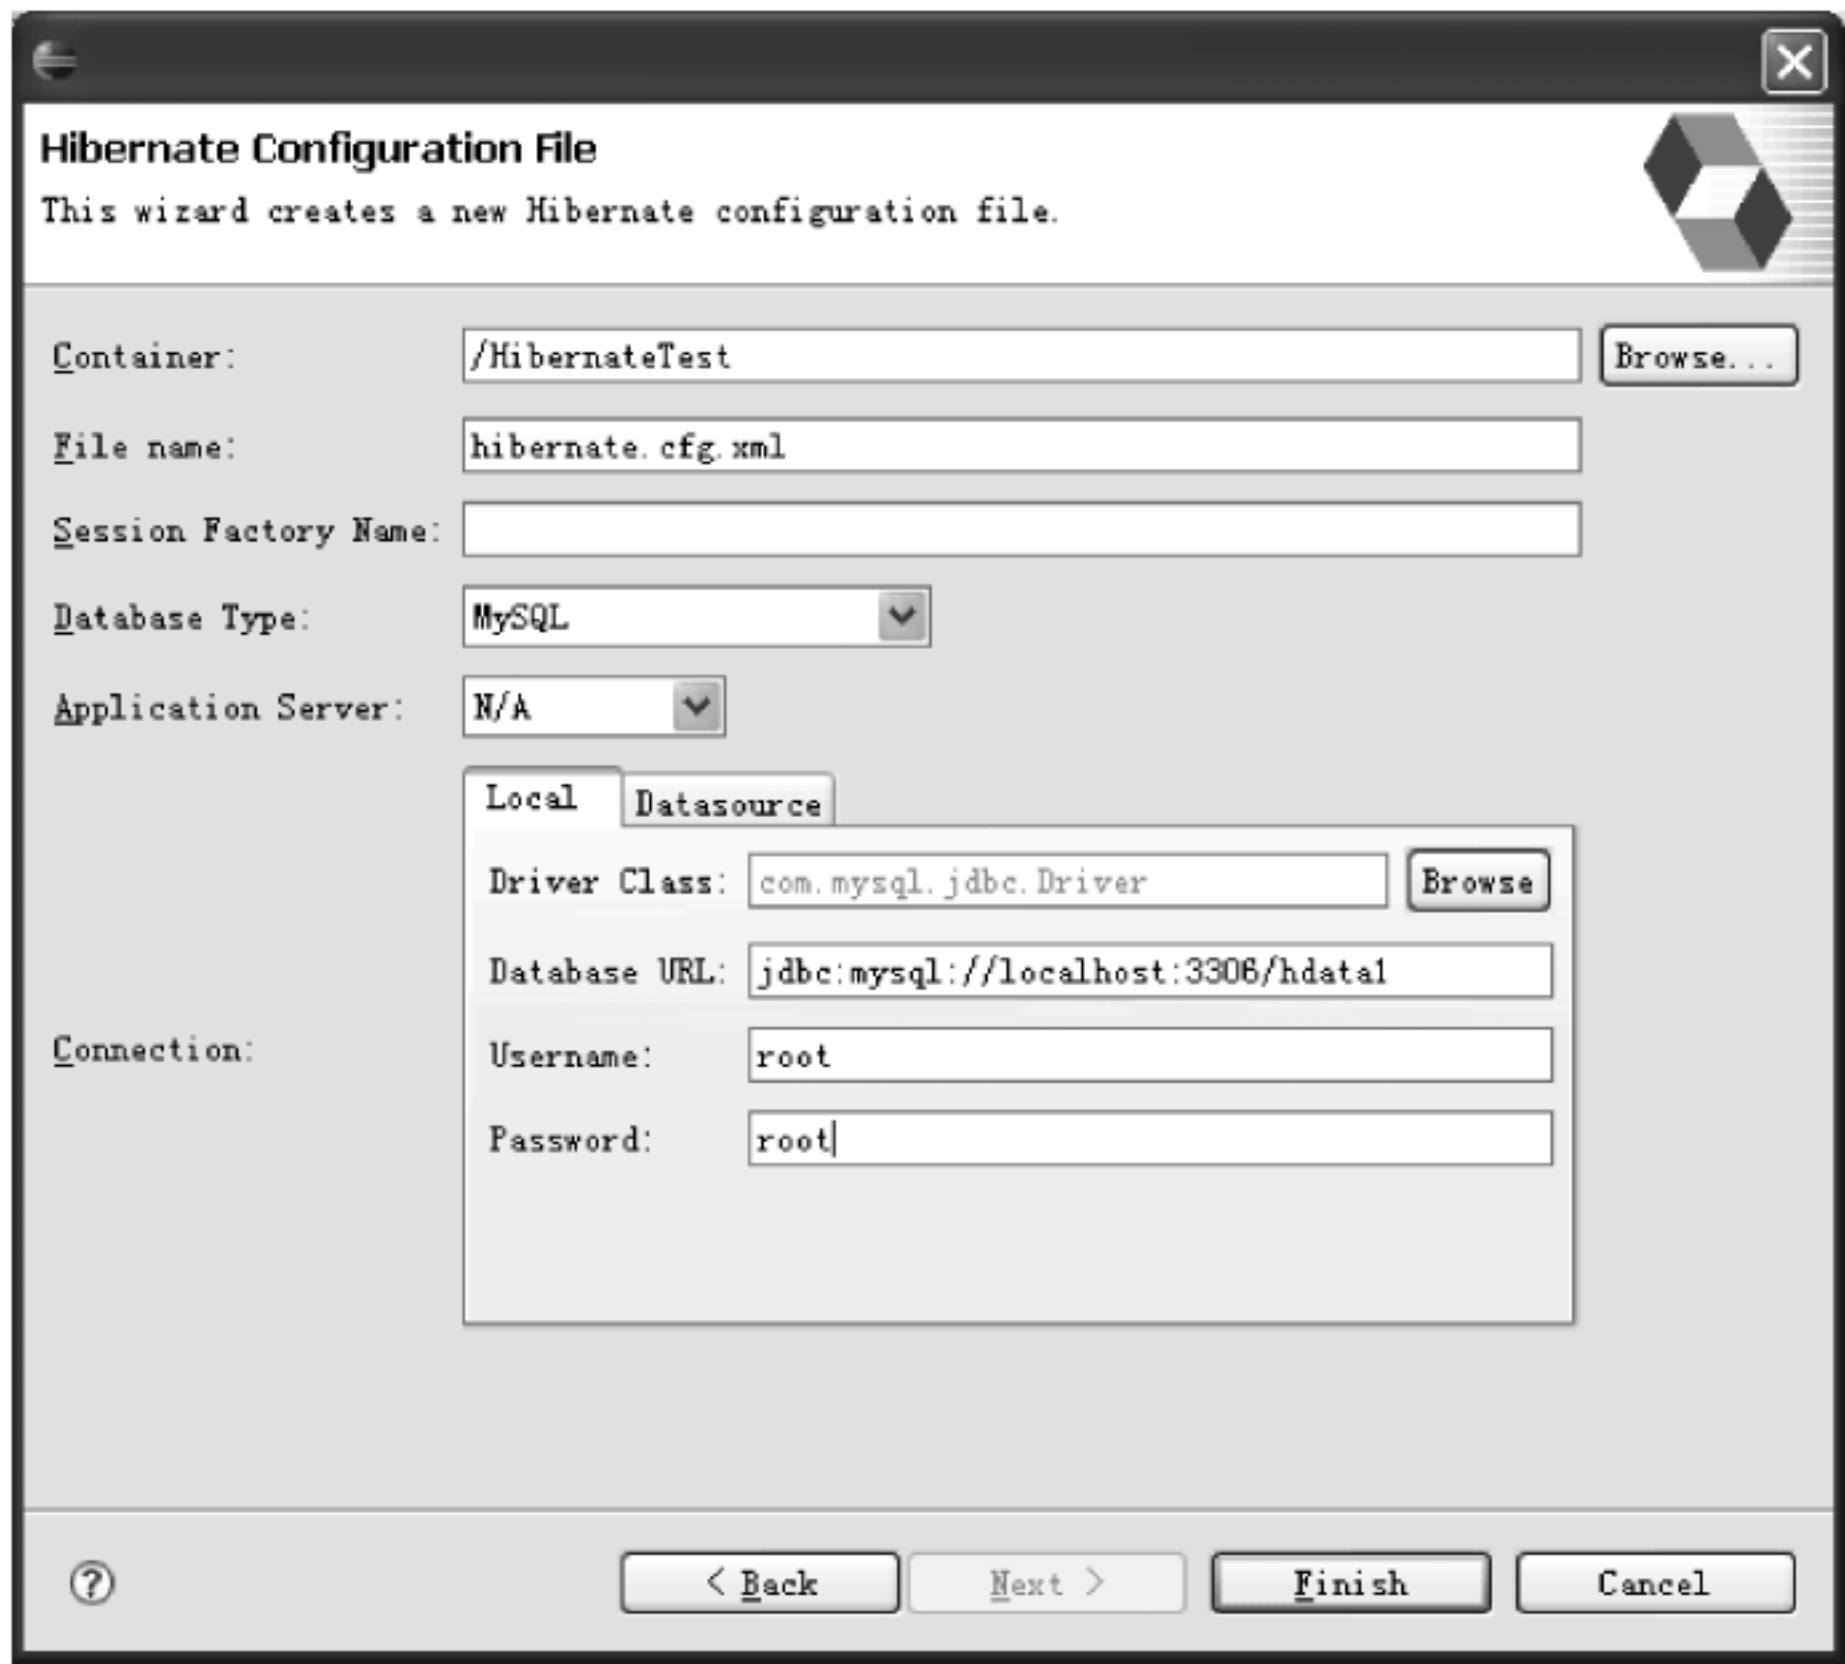 Hibernate Configuration File
This wizard creates a new Hibernate configuration file.
Container: /HibernateTest Browse...
File name: hibernate.cfg.xml
Session Factory Name:
Database Type: MySQL
Application Server: N/A
Local Datasource
Driver Class: com.mysql.jdbc.Driver Browse
Database URL: jdbc:mysql://localhost:3306/hdata1
Connection:
Username: root
Password: root
? < Back Next > Finish Cancel